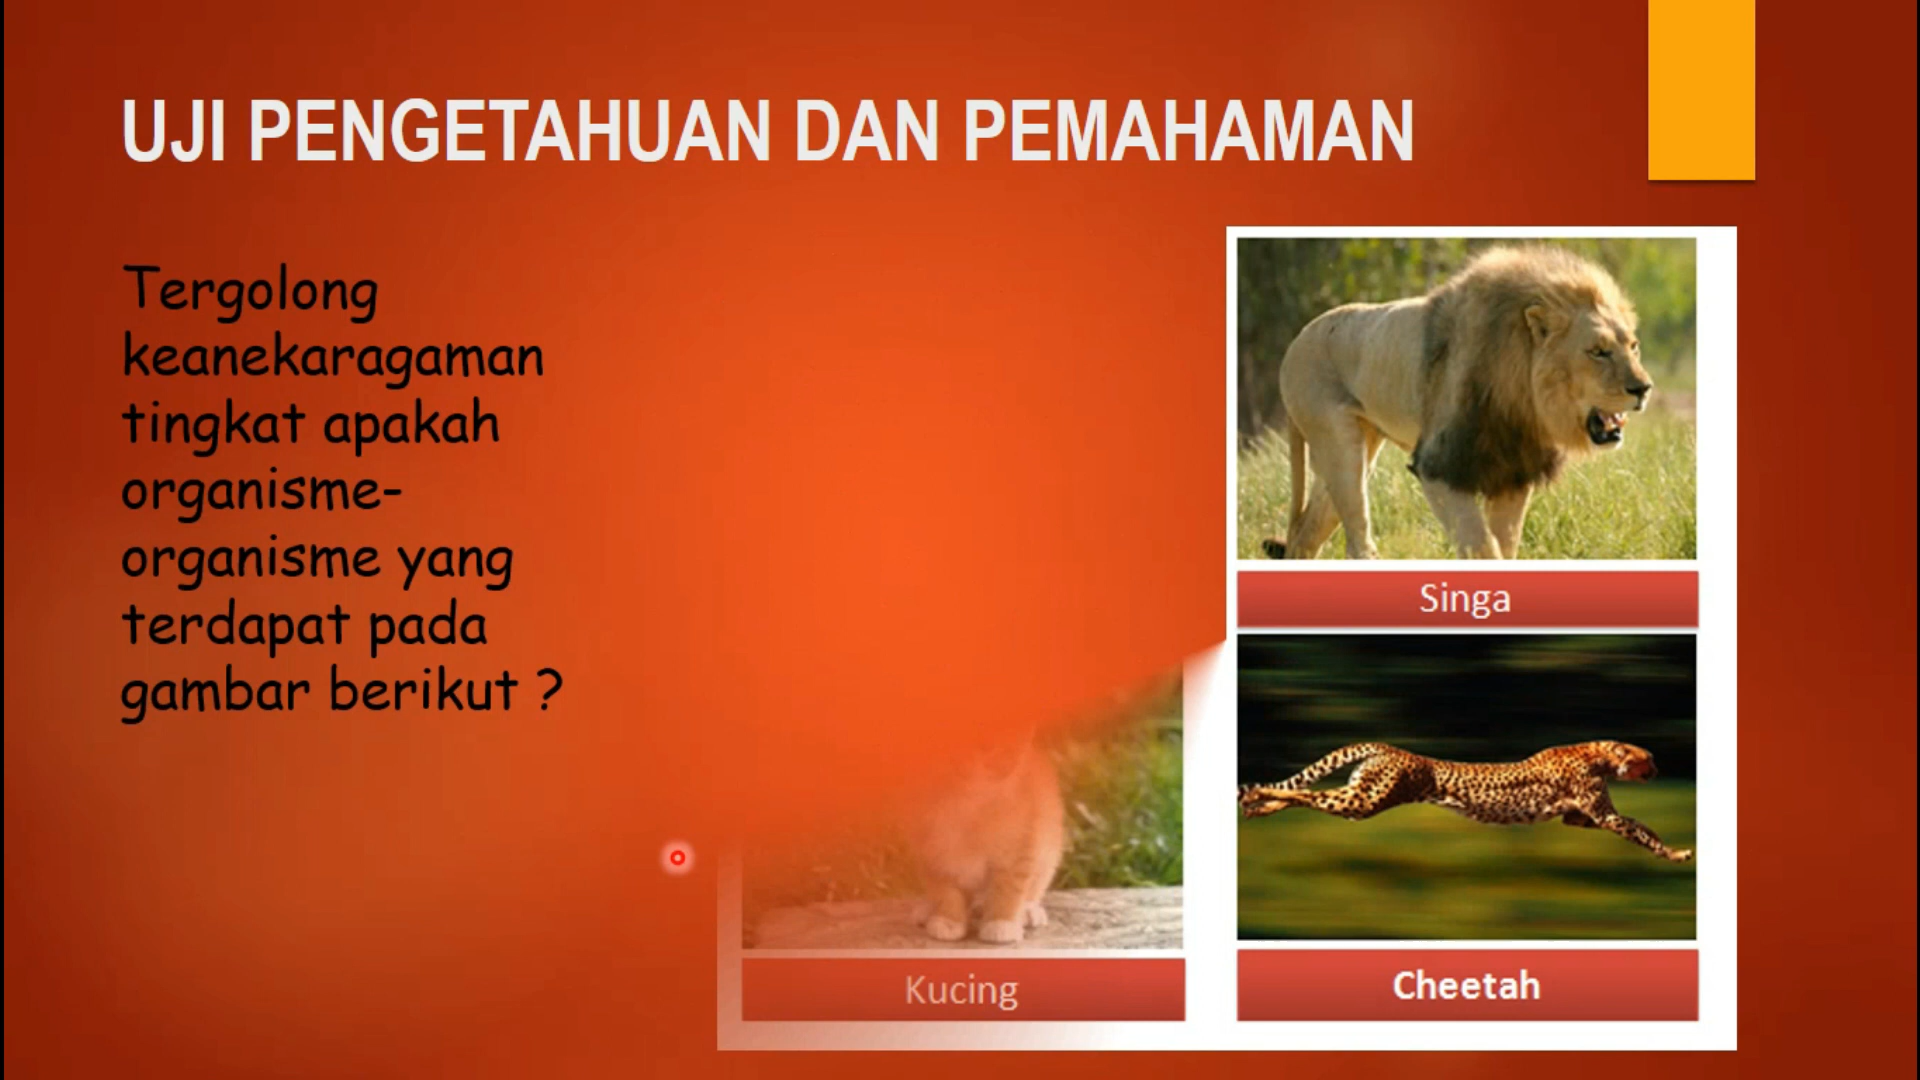 UJI PENGETAHUAN DAN PEMAHAMAN
Tergolong
keanekaragaman
tingkat apakah
organisme-
organisme yang
terdapat pada
gambar berikut ?
Singa
Kucing
Cheetah